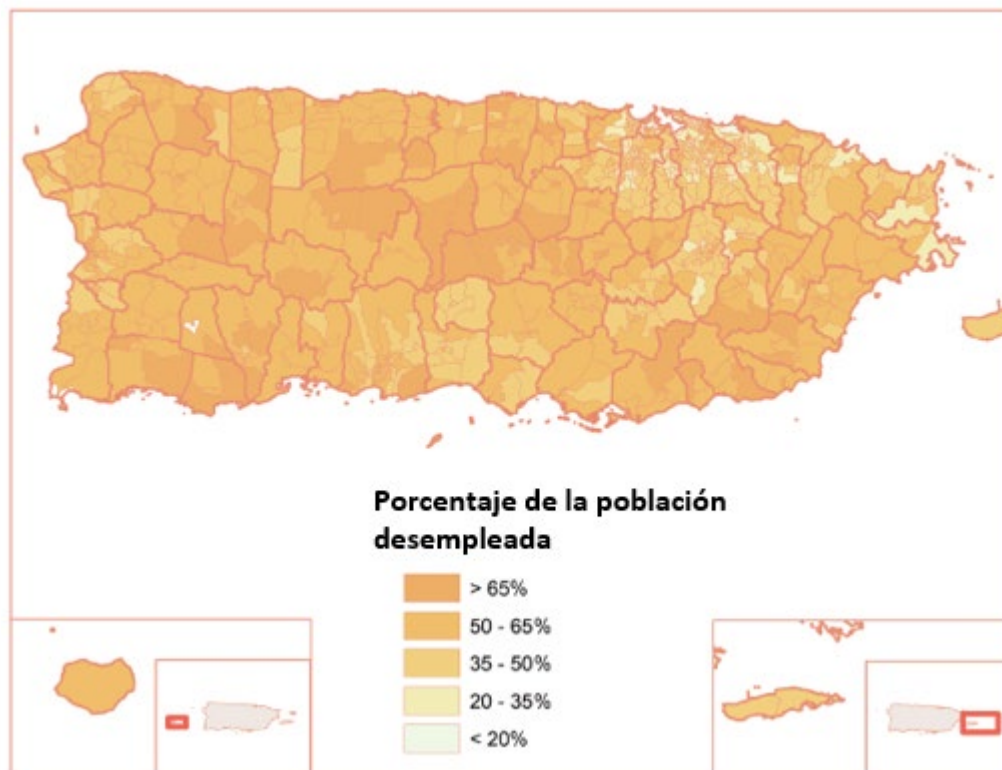 Porcentaje de la población
desempleada
> 65%
50 - 65%
35 - 50%
20 - 35%
< 20%